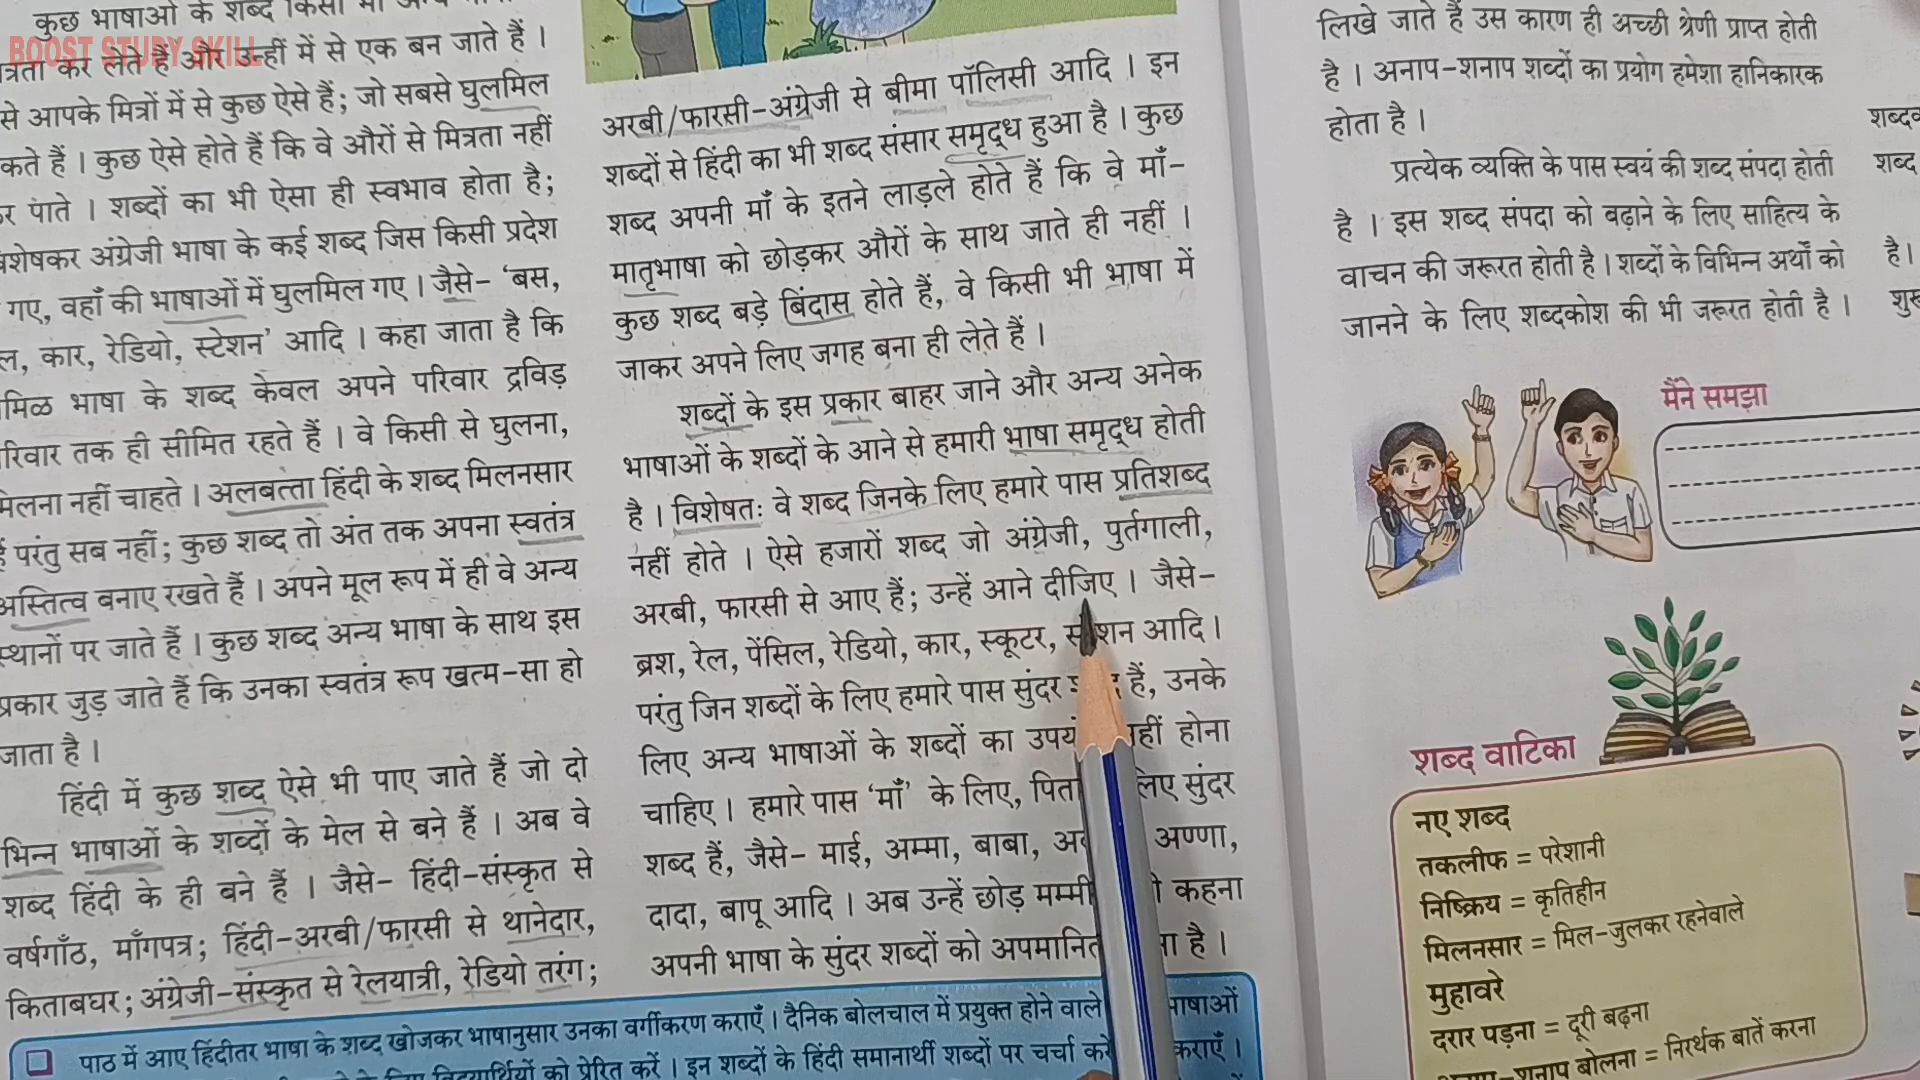 BOOST STUDY SKILL
कुछ भाषाओं के शब्द किसी भी
कर लेते हैं और उन्हीं में से एक बन जाते हैं ।
से आपके मित्रों में से कुछ ऐसे हैं; जो सबसे घुलमिल
कते हैं । कुछ ऐसे होते हैं कि वे औरों से मित्रता नहीं
र पाते । शब्दों का भी ऐसा ही स्वभाव होता है;
शेषकर अंग्रेजी भाषा के कई शब्द जिस किसी प्रदेश
गए, वहाँ की भाषाओं में घुलमिल गए । जैसे- ‘बस,
ल, कार, रेडियो, स्टेशन’ आदि । कहा जाता है कि
मिळ भाषा के शब्द केवल अपने परिवार द्रविड़
रिवार तक ही सीमित रहते हैं । वे किसी से घुलना,
मिलना नहीं चाहते । अलबत्ता हिंदी के शब्द मिलनसार
हैं परंतु सब नहीं; कुछ शब्द तो अंत तक अपना स्वतंत्र
अस्तित्व बनाए रखते हैं । अपने मूल रूप में ही वे अन्य
स्थानों पर जाते हैं । कुछ शब्द अन्य भाषा के साथ इस
प्रकार जुड़ जाते हैं कि उनका स्वतंत्र रूप खत्म-सा हो
जाता है ।
हिंदी में कुछ शब्द ऐसे भी पाए जाते हैं जो दो
भिन्न भाषाओं के शब्दों के मेल से बने हैं । अब वे
शब्द हिंदी के ही बने हैं । जैसे- हिंदी-संस्कृत से
वर्षगाँठ, माँगपत्र; हिंदी-अरबी/फारसी से थानेदार,
किताबघर; अंग्रेजी-संस्कृत से रेलयात्री, रेडियो तरंग;
अरबी/फारसी-अंग्रेजी से बीमा पॉलिसी आदि । इन
शब्दों से हिंदी का भी शब्द संसार समृद्ध हुआ है । कुछ
शब्द अपनी माँ के इतने लाड़ले होते हैं कि वे माँ-
मातृभाषा को छोड़कर औरों के साथ जाते ही नहीं ।
कुछ शब्द बड़े बिंदास होते हैं, वे किसी भी भाषा में
जाकर अपने लिए जगह बना ही लेते हैं ।
शब्दों के इस प्रकार बाहर जाने और अन्य अनेक
भाषाओं के शब्दों के आने से हमारी भाषा समृद्ध होती
है । विशेषतः वे शब्द जिनके लिए हमारे पास प्रतिशब्द
नहीं होते । ऐसे हजारों शब्द जो अंग्रेजी, पुर्तगाली,
अरबी, फारसी से आए हैं; उन्हें आने दीजिए । जैसे-
ब्रश, रेल, पेंसिल, रेडियो, कार, स्कूटर, आदि ।
परंतु जिन शब्दों के लिए हमारे पास सुंदर हैं, उनके
लिए अन्य भाषाओं के शब्दों का होना
चाहिए । हमारे पास ‘माँ’ के लिए, पिता लिए सुंदर
शब्द हैं, जैसे- माई, अम्मा, बाबा, अण्णा,
दादा, बापू आदि । अब उन्हें छोड़ मम्मी कहना
अपनी भाषा के सुंदर शब्दों को अपमानित है ।
पाठ में आए हिंदीतर भाषा के शब्द खोजकर भाषानुसार उनका वर्गीकरण कराएँ । दैनिक बोलचाल में प्रयुक्त होने वाले भाषाओं
विद्यार्थियों को प्रेरित करें । इन शब्दों के हिंदी समानार्थी शब्दों पर चर्चा कराएँ ।
लिखे जाते हैं उस कारण ही अच्छी श्रेणी प्राप्त होती
है । अनाप-शनाप शब्दों का प्रयोग हमेशा हानिकारक
होता है ।
प्रत्येक व्यक्ति के पास स्वयं की शब्द संपदा होती
है । इस शब्द संपदा को बढ़ाने के लिए साहित्य के
वाचन की जरूरत होती है । शब्दों के विभिन्न अर्थों को
जानने के लिए शब्दकोश की भी जरूरत होती है ।
मैंने समझा
शब्द वाटिका
नए शब्द
तकलीफ = परेशानी
निष्क्रिय = कृतिहीन
मिलनसार = मिल-जुलकर रहनेवाले
मुहावरे
दरार पड़ना = दूरी बढ़ना
बोलना = निरर्थक बातें करना
शब्द
है ।